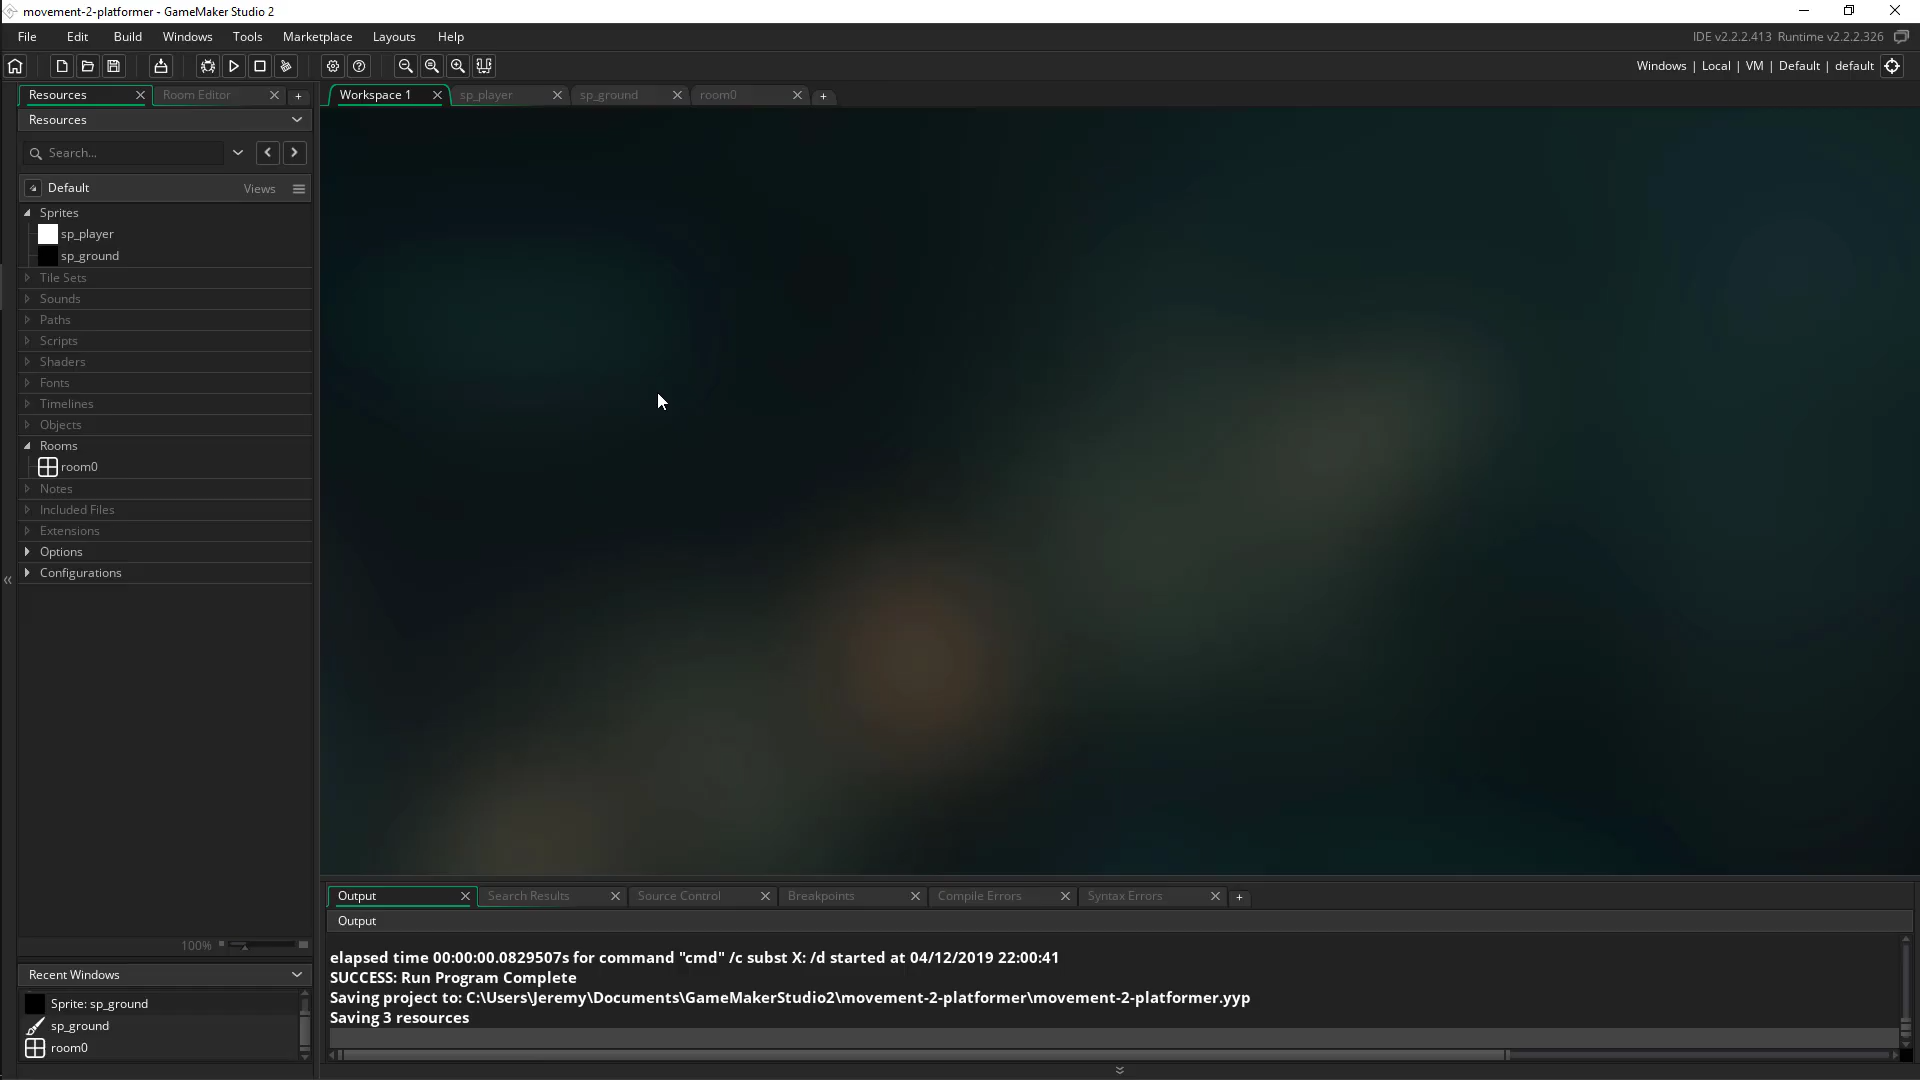 movement-2-platformer - GameMaker Studio 2
File Edit Build Windows Tools Marketplace Layouts Help
IDE v2.2.2.413 Runtime v2.2.2.326
Windows | Local | VM | Default | default
Resources Room Editor +
Workspace 1 sp_player sp_ground room0 +
Resources
Search...
Default Views
Sprites
sp_player
sp_ground
Tile Sets
Sounds
Paths
Scripts
Shaders
Fonts
Timelines
Objects
Rooms
room0
Notes
Included Files
Extensions
Options
Configurations
100%
Recent Windows
Sprite: sp_ground
sp_ground
room0
Output Search Results Source Control Breakpoints Compile Errors Syntax Errors +
Output
elapsed time 00:00:00.0829507s for command "cmd" /c subst X: /d started at 04/12/2019 22:00:41
SUCCESS: Run Program Complete
Saving project to: C:\Users\Jeremy\Documents\GameMakerStudio2\movement-2-platformer\movement-2-platformer.yyp
Saving 3 resources